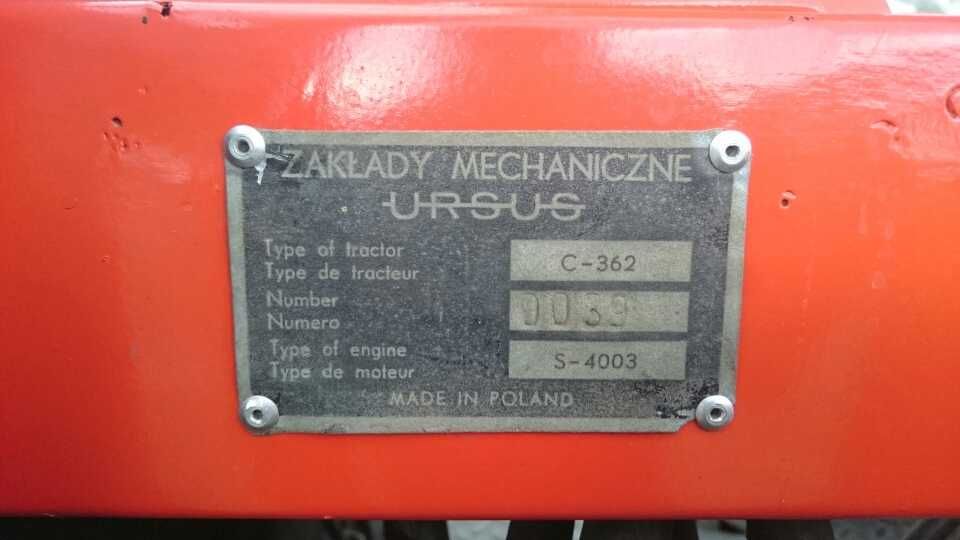 ZAKŁADY MECHANICZNE
URSUS
Type of tractor
Type de tracteur
C-362
Number
Numero
0039
Type of engine
Type de moteur
S-4003
MADE IN POLAND